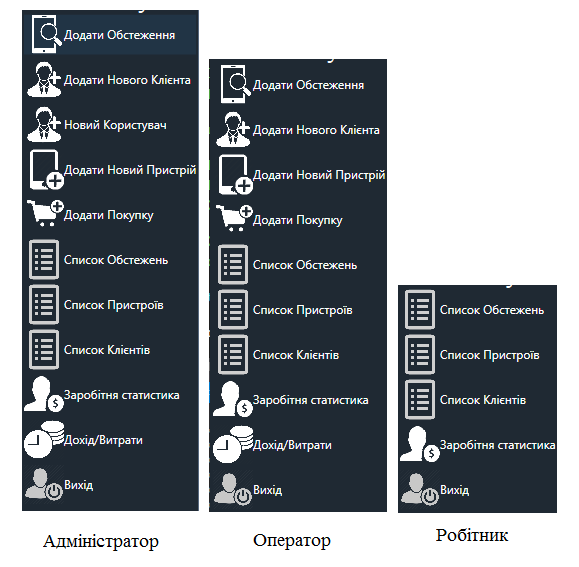 Додати Обстеження
Додати Нового Клієнта
Новий Користувач
Додати Новий Пристрій
Додати Покупку
Список Обстежень
Список Пристроїв
Список Клієнтів
Заробітня статистика
Дохід/Витрати
Вихід
Адміністратор
Додати Обстеження
Додати Нового Клієнта
Додати Новий Пристрій
Додати Покупку
Список Обстежень
Список Пристроїв
Список Клієнтів
Заробітня статистика
Дохід/Витрати
Вихід
Оператор
Список Обстежень
Список Пристроїв
Список Клієнтів
Заробітня статистика
Вихід
Робітник